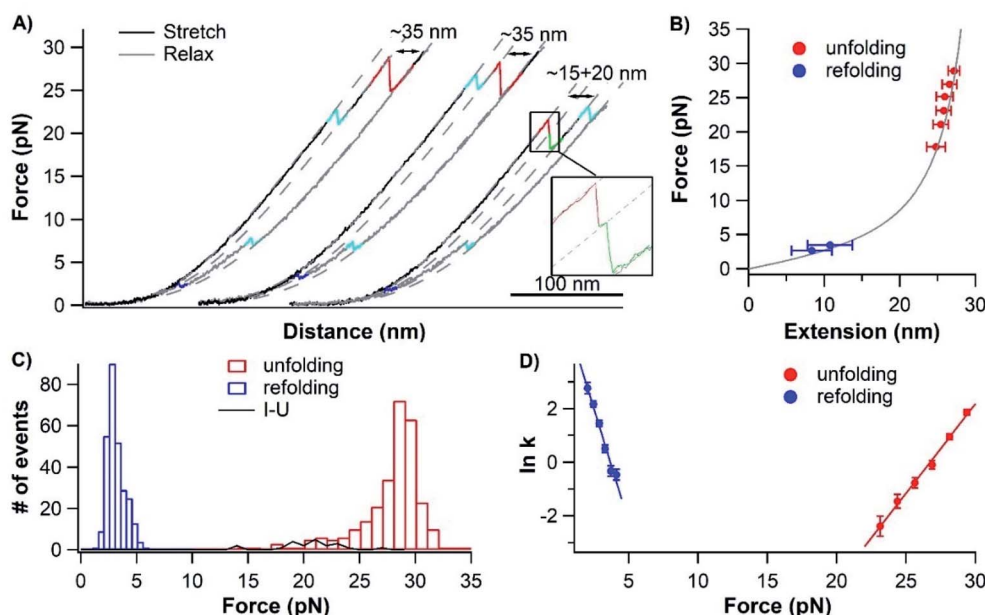 A)
Stretch
Relax
~35 nm
~35 nm
~15+20 nm
Force (pN)
30
25
20
15
10
5
0
100 nm
Distance (nm)
B)
unfolding
refolding
Force (pN)
35
30
25
20
15
10
5
0
0 10 20 30
Extension (nm)
C)
unfolding
refolding
I-U
# of events
80
60
40
20
0
0 5 10 15 20 25 30 35
Force (pN)
D)
unfolding
refolding
ln k
2
0
-2
5 10 15 20 25 30
Force (pN)